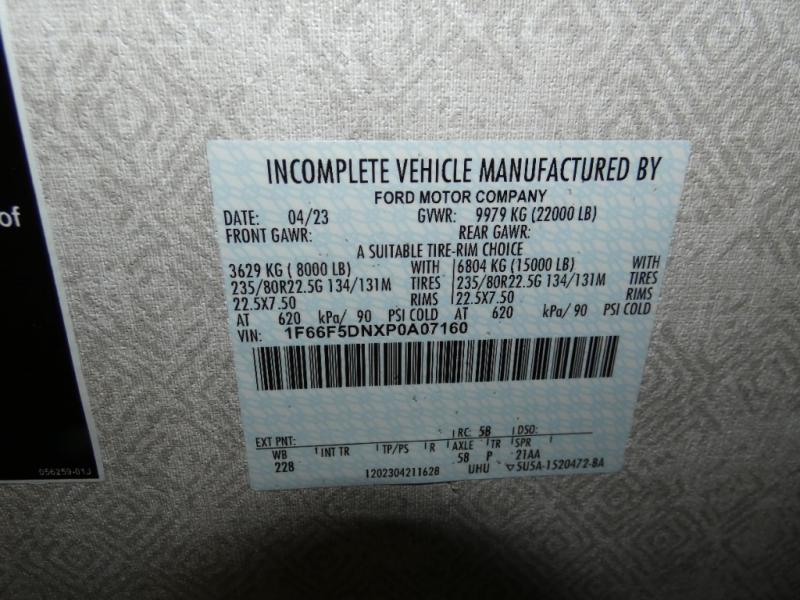 of
INCOMPLETE VEHICLE MANUFACTURED BY
FORD MOTOR COMPANY
DATE: 04/23 GVWR: 9979 KG (22000 LB)
FRONT GAWR: REAR GAWR:
A SUITABLE TIRE-RIM CHOICE
3629 KG ( 8000 LB) WITH 6804 KG (15000 LB) WITH
235/80R22.5G 134/131M TIRES 235/80R22.5G 134/131M TIRES
22.5X7.50 RIMS 22.5X7.50 RIMS
AT 620 kPa/ 90 PSI COLD AT 620 kPa/ 90 PSI COLD
VIN: 1F66F5DNXP0A07160
EXT PNT: RC: 5B DSO:
WB INT TR TP/PS R AXLE TR SPR
228 5B P 21AA
1202304211628 UHU 5U5A-1520472-BA
056259-01J